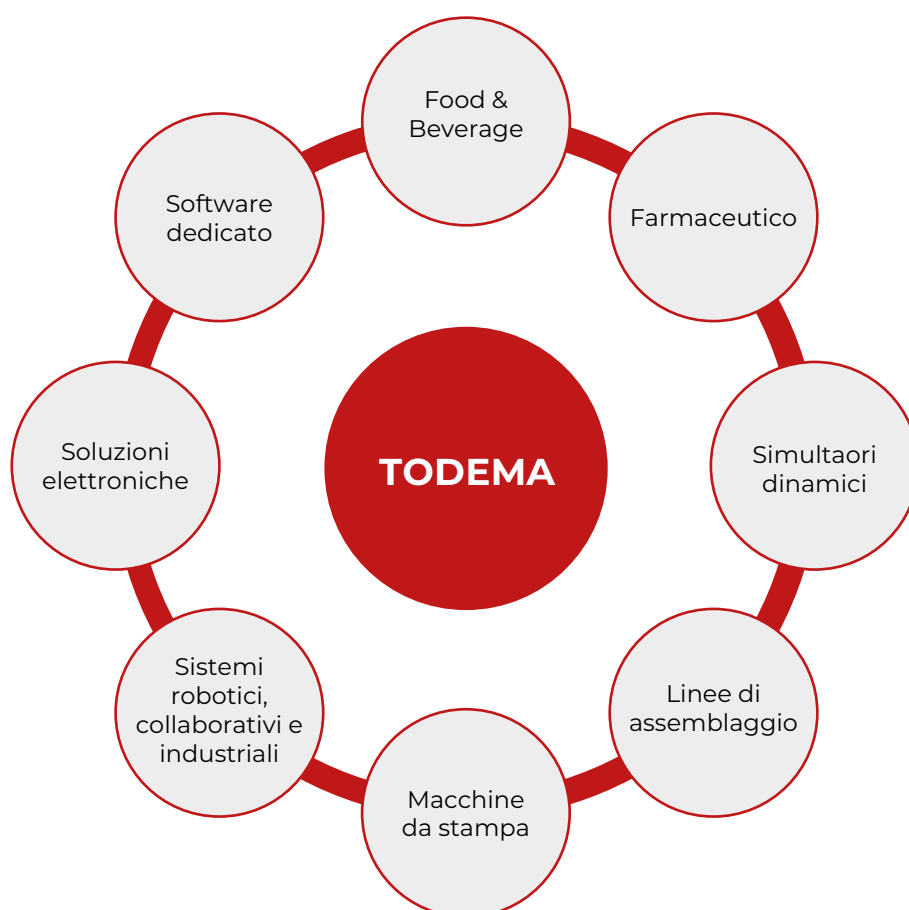 Food &
Beverage
Farmaceutico
Simultaori
dinamici
Linee di
assemblaggio
Macchine
da stampa
Sistemi
robotici,
collaborativi e
industriali
Soluzioni
elettroniche
Software
dedicato
TODEMA